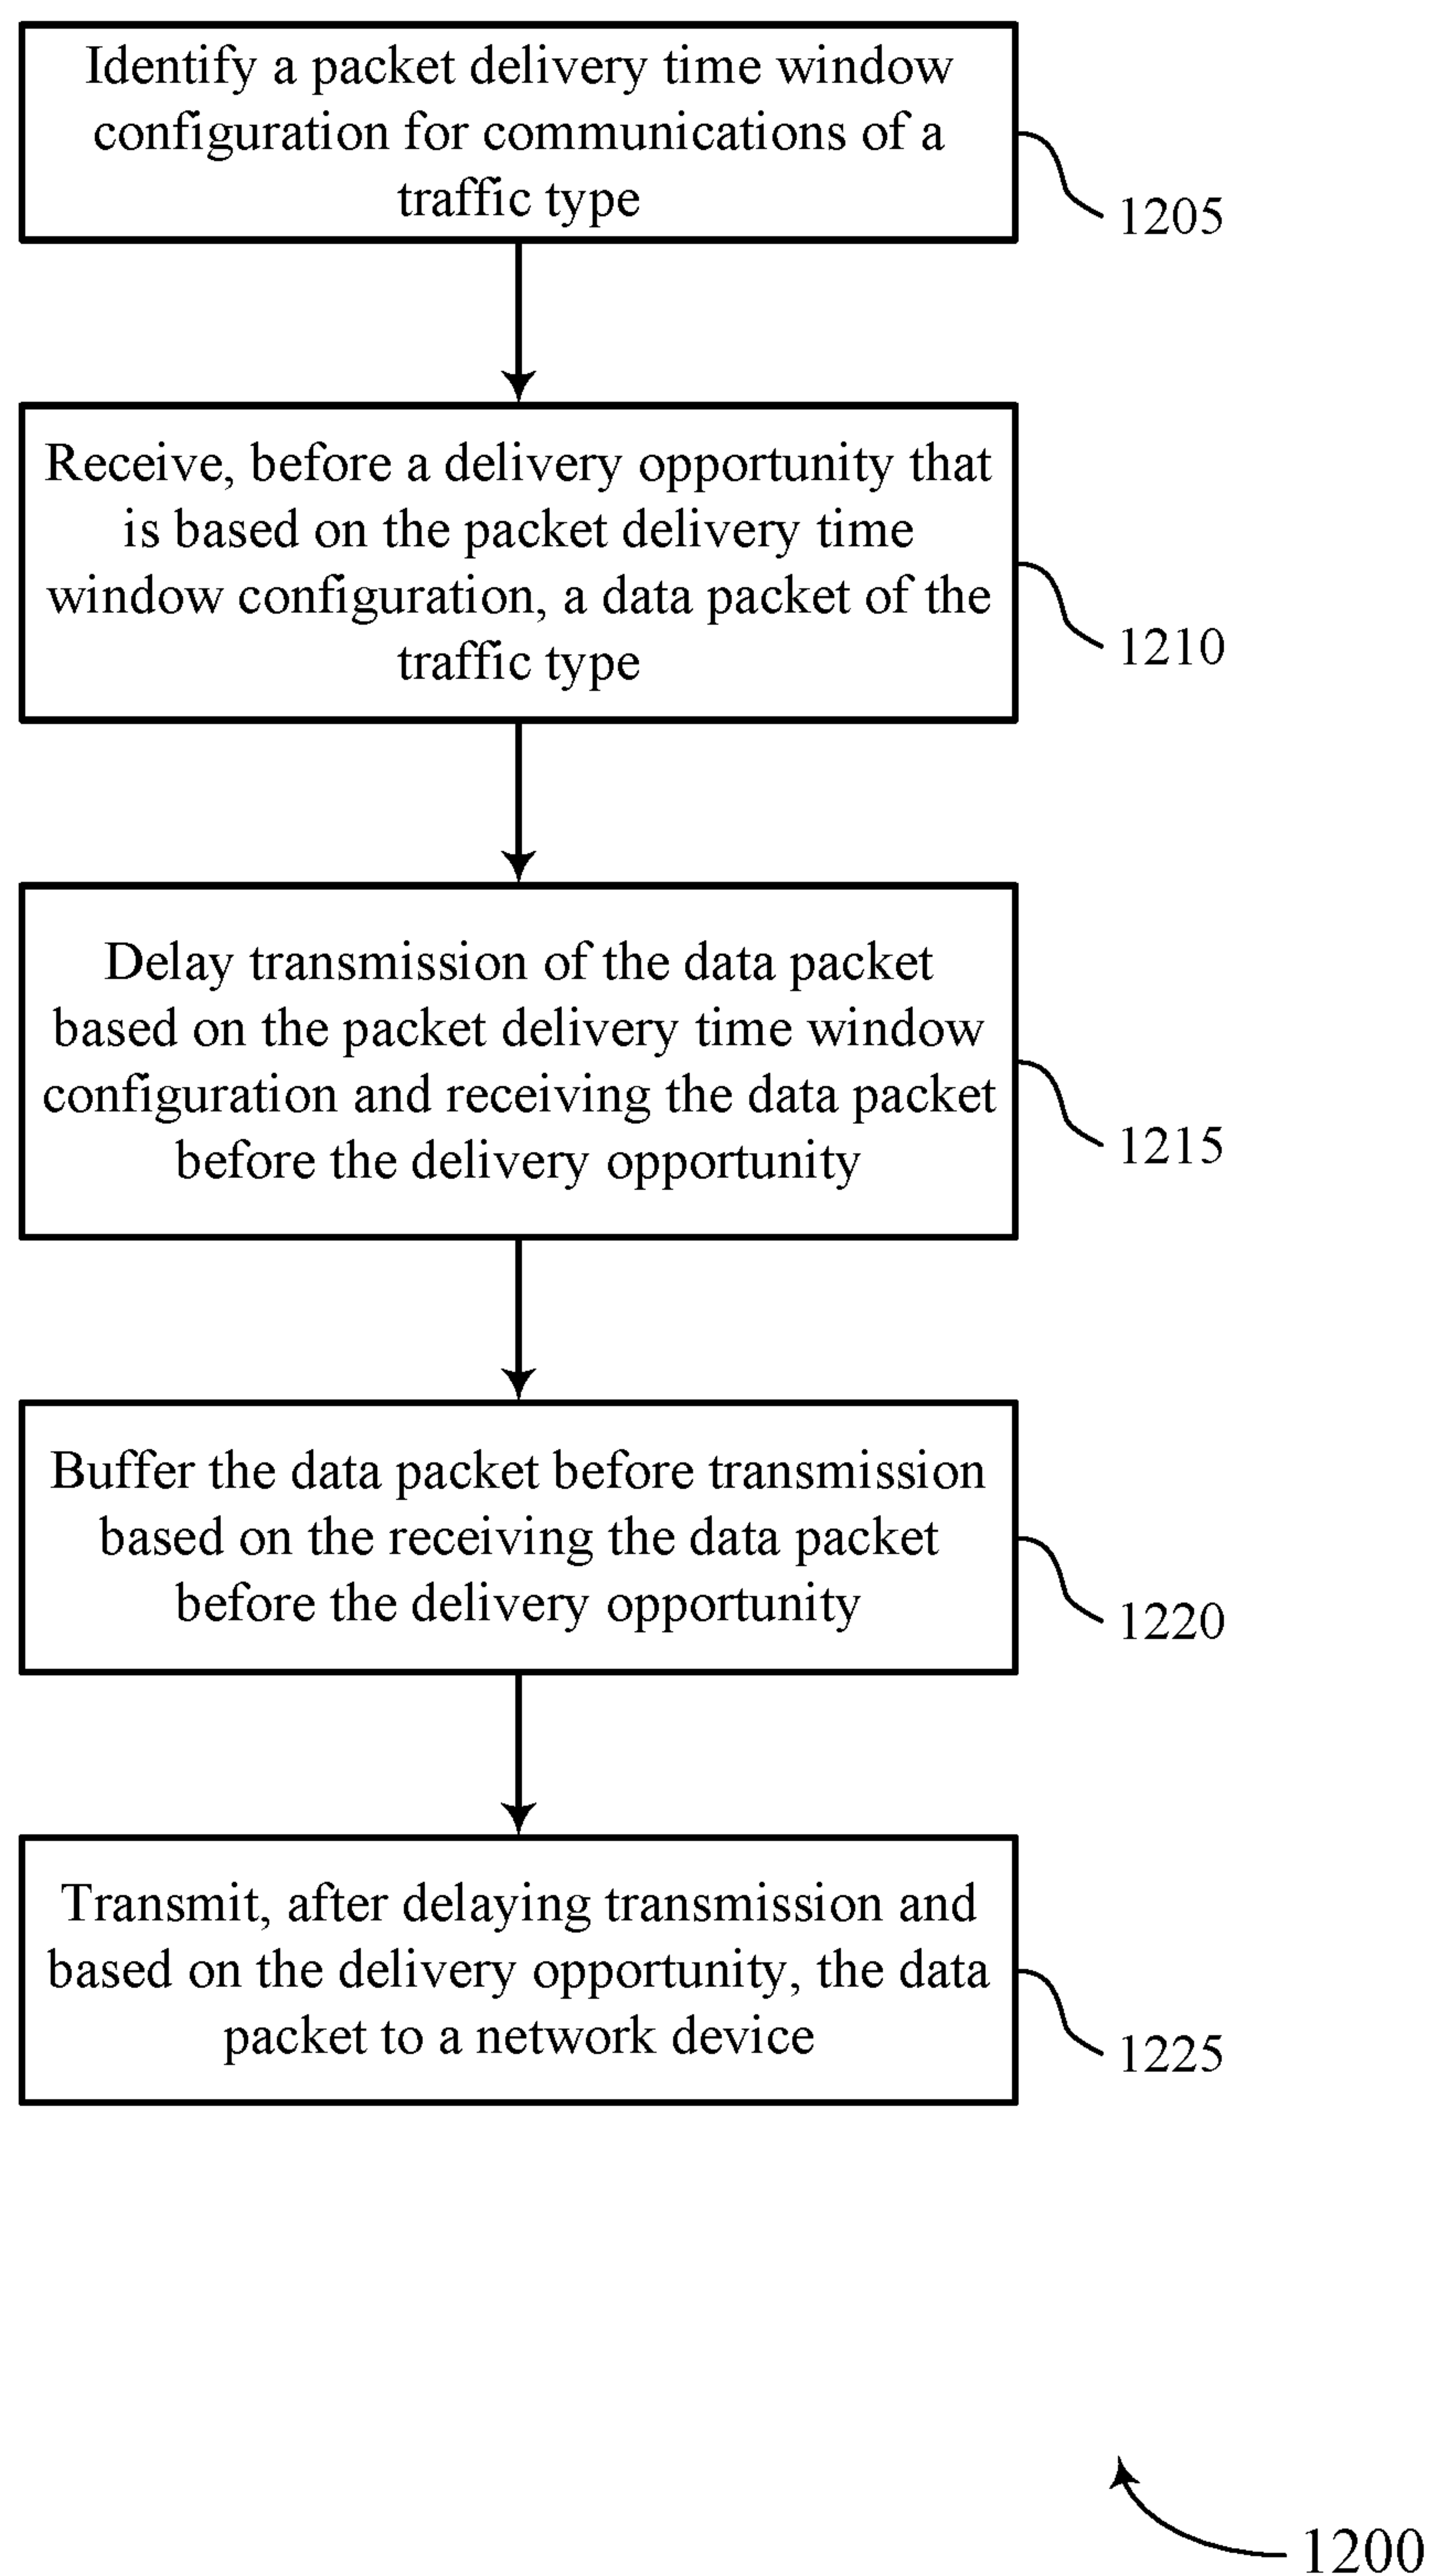 Identify a packet delivery time window
configuration for communications of a
traffic type
1205
Receive, before a delivery opportunity that
is based on the packet delivery time
window configuration, a data packet of the
traffic type
1210
Delay transmission of the data packet
based on the packet delivery time window
configuration and receiving the data packet
before the delivery opportunity
1215
Buffer the data packet before transmission
based on the receiving the data packet
before the delivery opportunity
1220
Transmit, after delaying transmission and
based on the delivery opportunity, the data
packet to a network device
1225
1200